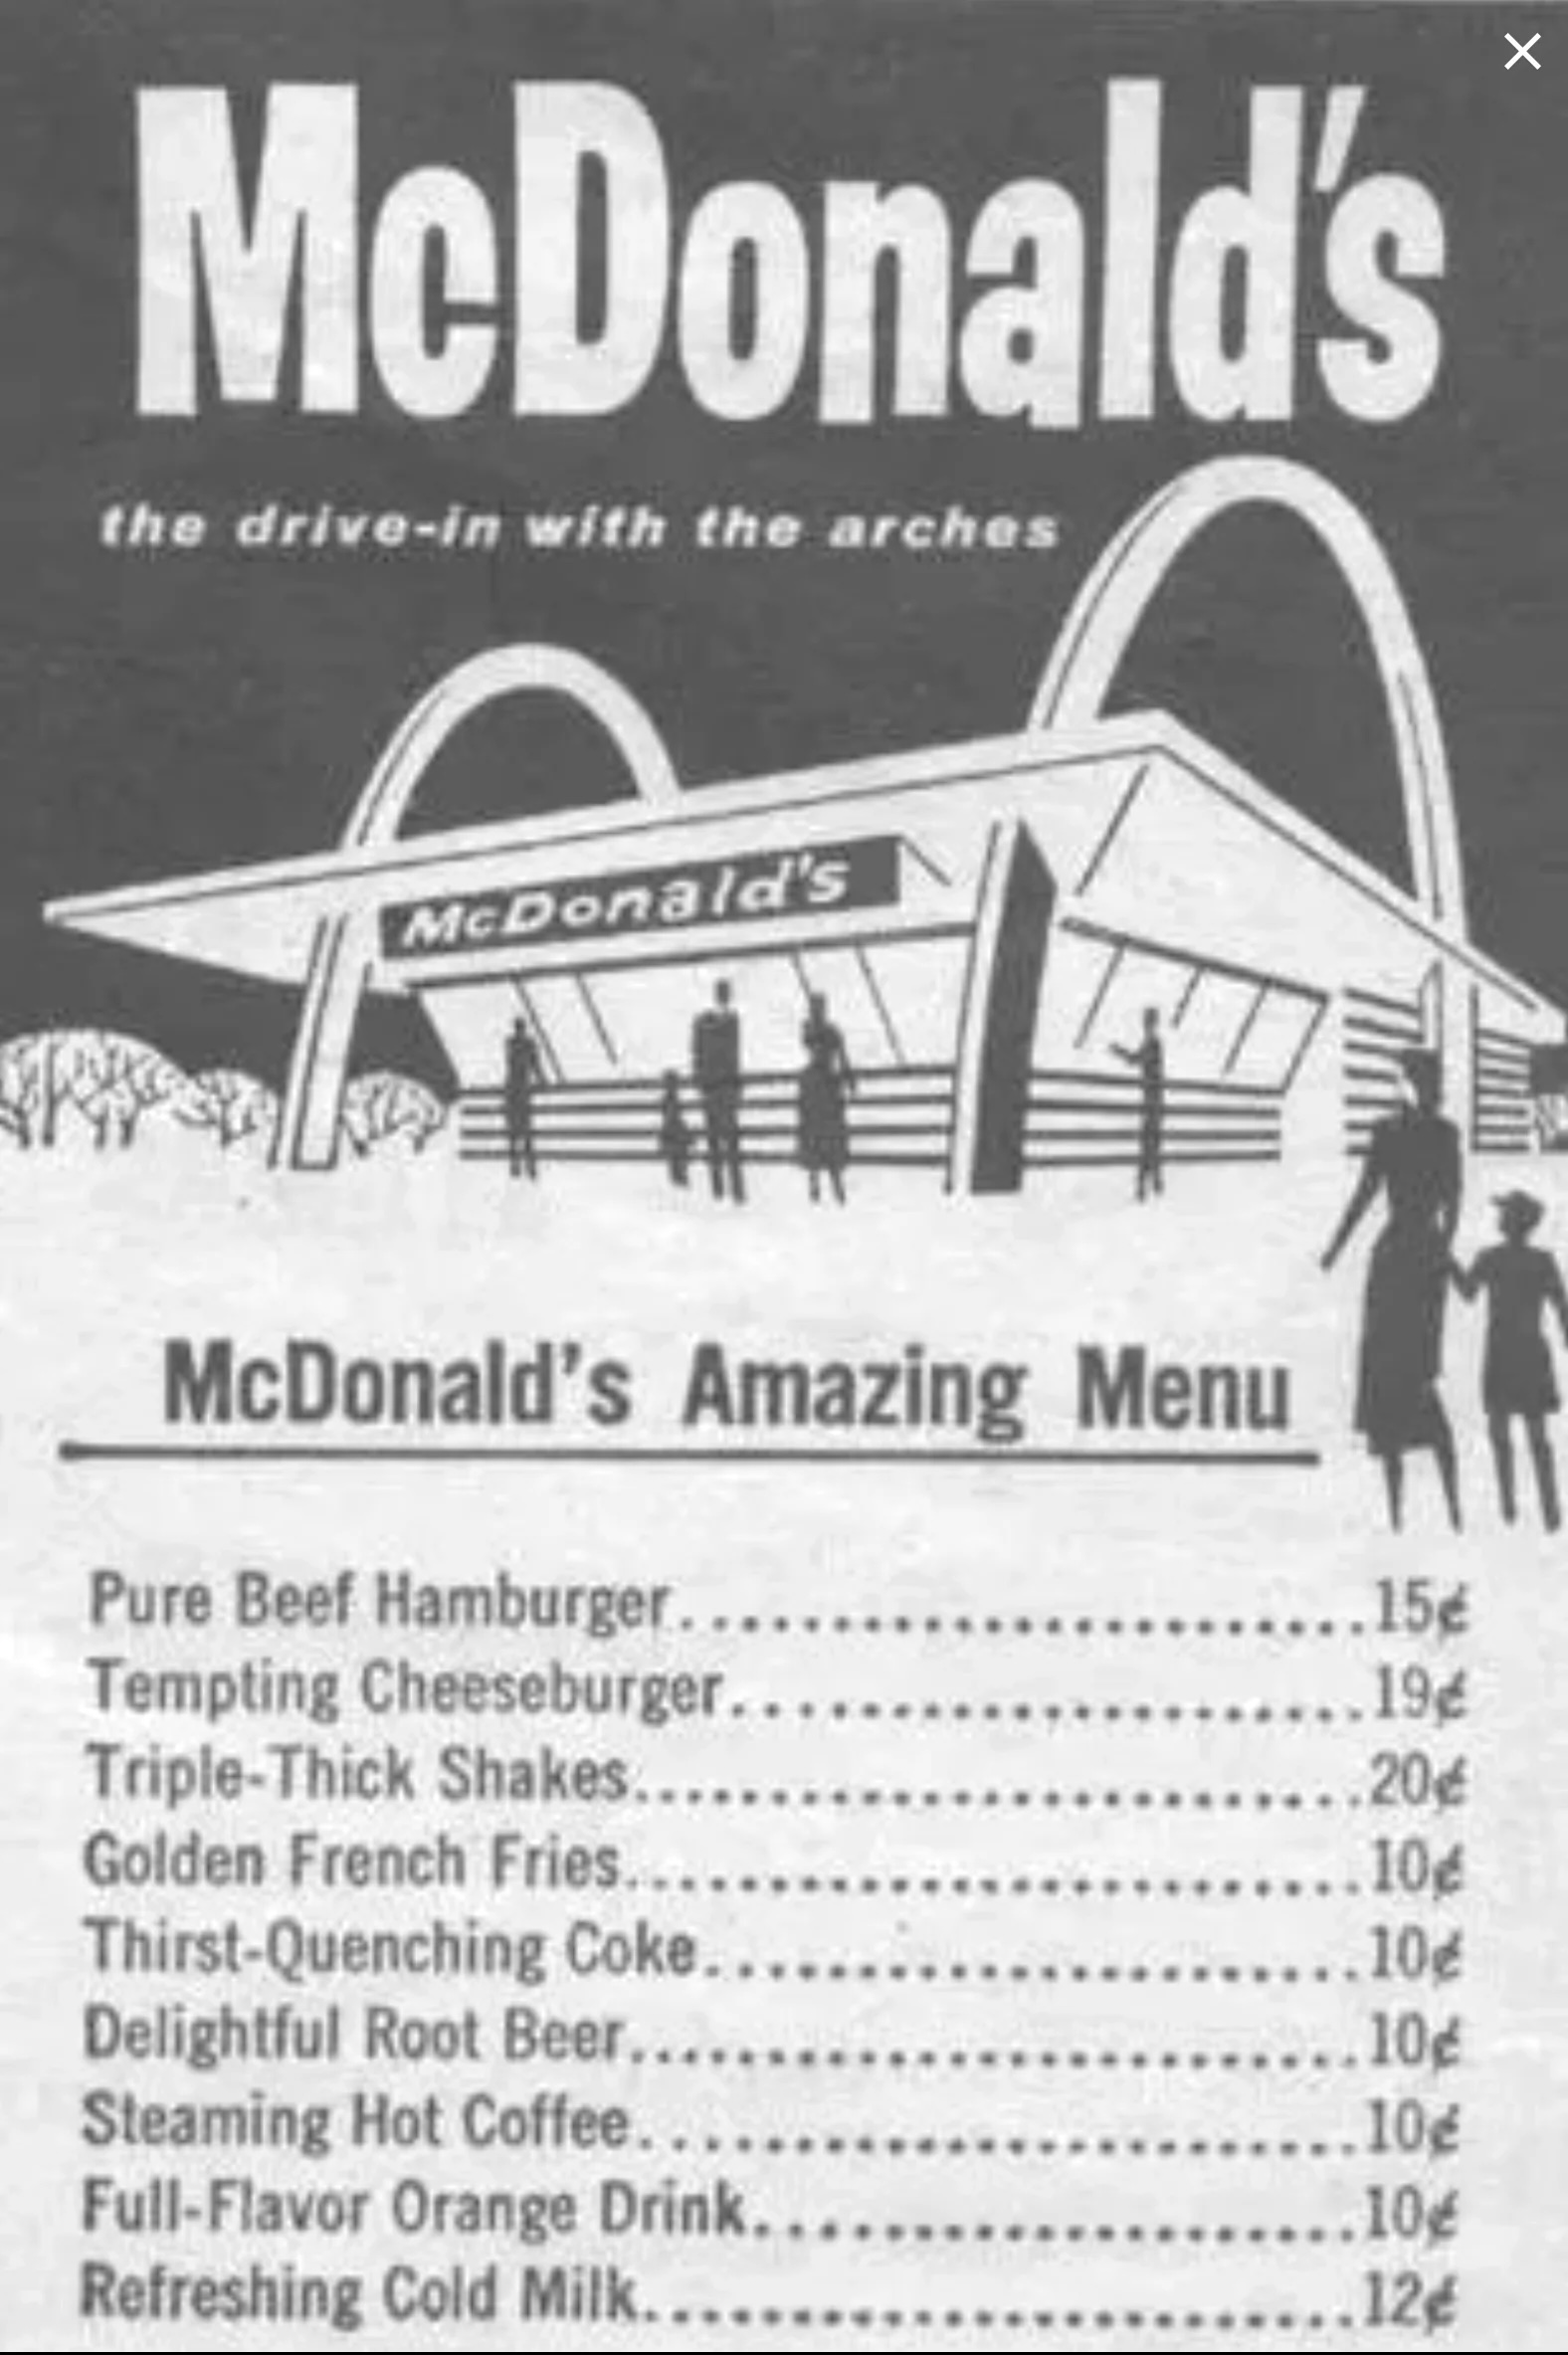 McDonald's
the drive-in with the arches
McDonald's
McDonald's Amazing Menu
Pure Beef Hamburger......................15¢
Tempting Cheeseburger.....................19¢
Triple-Thick Shakes........................20¢
Golden French Fries........................10¢
Thirst-Quenching Coke......................10¢
Delightful Root Beer........................10¢
Steaming Hot Coffee........................10¢
Full-Flavor Orange Drink....................10¢
Refreshing Cold Milk.......................12¢